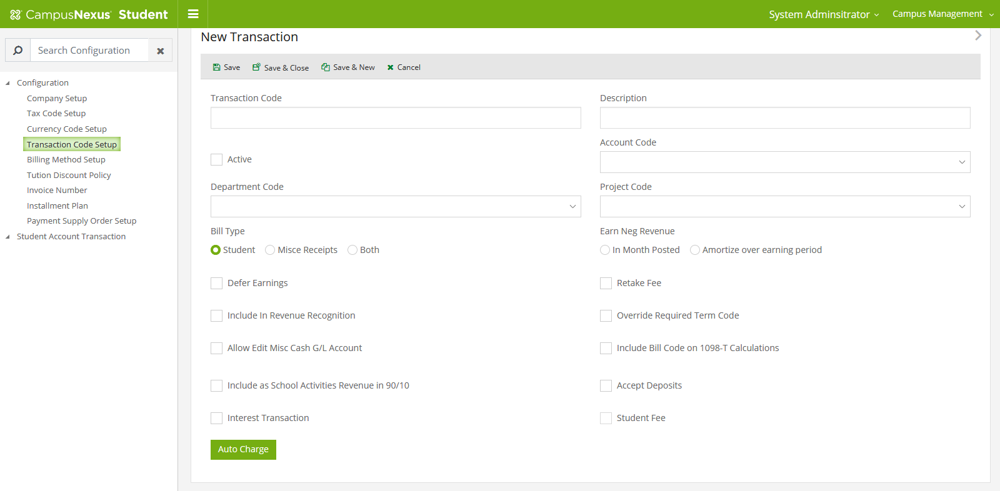 CampusNexus Student
System Adminsitrator
Campus Management
Search Configuration
Configuration
Company Setup
Tax Code Setup
Currency Code Setup
Transaction Code Setup
Billing Method Setup
Tution Discount Policy
Invoice Number
Installment Plan
Payment Supply Order Setup
Student Account Transaction
New Transaction
Save
Save & Close
Save & New
Cancel
Transaction Code
Description
Active
Account Code
Department Code
Project Code
Bill Type
Student
Misce Receipts
Both
Earn Neg Revenue
In Month Posted
Amortize over earning period
Defer Earnings
Retake Fee
Include In Revenue Recognition
Override Required Term Code
Allow Edit Misc Cash G/L Account
Include Bill Code on 1098-T Calculations
Include as School Activities Revenue in 90/10
Accept Deposits
Interest Transaction
Student Fee
Auto Charge